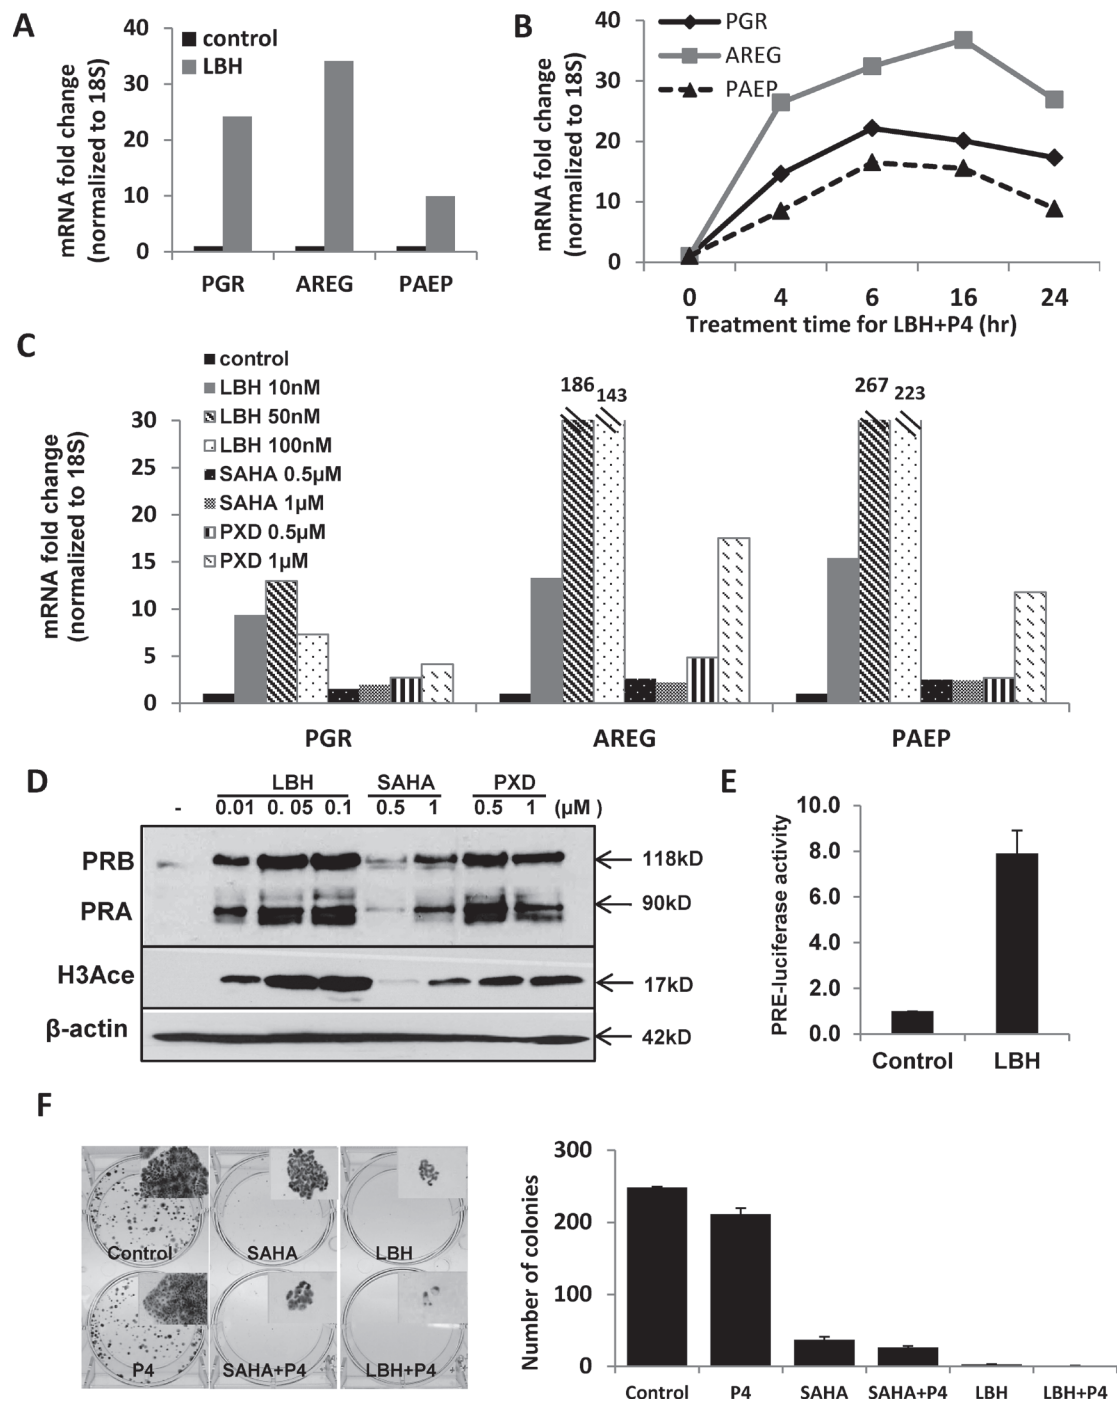 A
mRNA fold change
(normalized to 18S)
40
30
20
10
0
control
LBH
PGR AREG PAEP
B
mRNA fold change
(normalized to 18S)
40
30
20
10
0
PGR
AREG
PAEP
0 4 6 16 24
Treatment time for LBH+P4 (hr)
C
mRNA fold change
(normalized to 18S)
30
25
20
15
10
5
0
control
LBH 10nM
LBH 50nM
LBH 100nM
SAHA 0.5µM
SAHA 1µM
PXD 0.5µM
PXD 1µM
186 143 267 223
PGR AREG PAEP
D
LBH SAHA PXD
- 0.01 0.05 0.1 0.5 1 0.5 1 (µM)
PRB 118kD
PRA 90kD
H3Ace 17kD
β-actin 42kD
E
PRE-luciferase activity
10.0
8.0
6.0
4.0
2.0
0.0
Control LBH
F
Control SAHA LBH
P4 SAHA+P4 LBH+P4
Number of colonies
300
200
100
0
Control P4 SAHA SAHA+P4 LBH LBH+P4